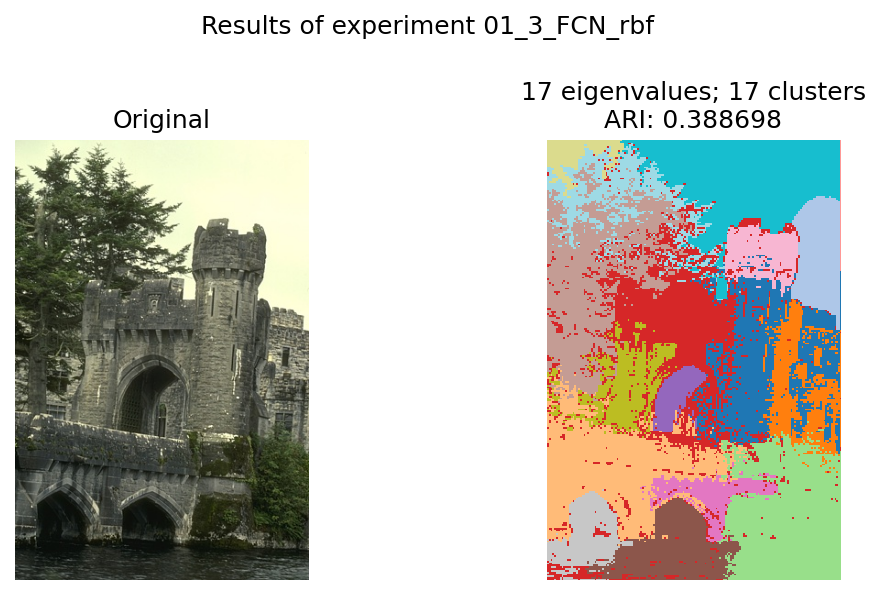 Results of experiment 01_3_FCN_rbf
Original
17 eigenvalues; 17 clusters
ARI: 0.388698